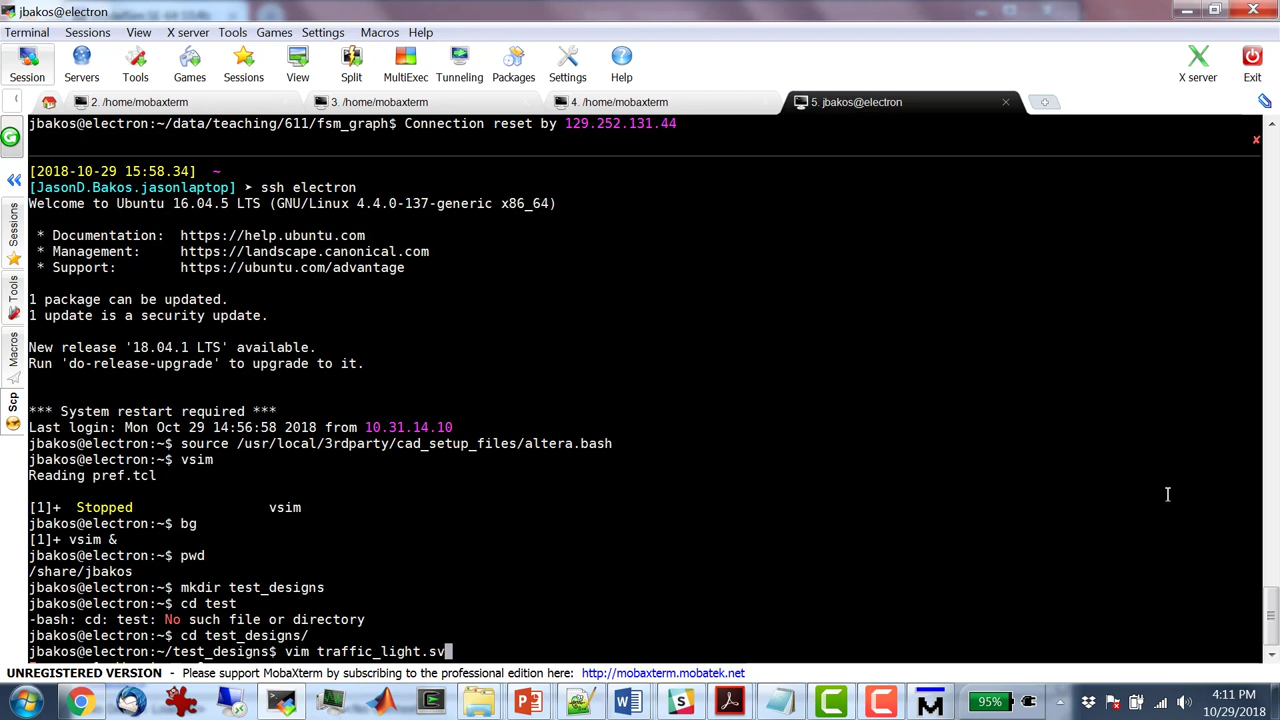 jbakos@electron
Terminal Sessions View X server Tools Games Settings Macros Help
Session Servers Tools Games Sessions View Split MultiExec Tunneling Packages Settings Help X server Exit
2. /home/mobaxterm 3. /home/mobaxterm 4. /home/mobaxterm 5. jbakos@electron
jbakos@electron:~/data/teaching/611/fsm_graph$ Connection reset by 129.252.131.44
[2018-10-29 15:58.34] ~
[JasonD.Bakos.jasonlaptop] ➤ ssh electron
Welcome to Ubuntu 16.04.5 LTS (GNU/Linux 4.4.0-137-generic x86_64)
* Documentation: https://help.ubuntu.com
* Management: https://landscape.canonical.com
* Support: https://ubuntu.com/advantage
1 package can be updated.
1 update is a security update.
New release '18.04.1 LTS' available.
Run 'do-release-upgrade' to upgrade to it.
*** System restart required ***
Last login: Mon Oct 29 14:56:58 2018 from 10.31.14.10
jbakos@electron:~$ source /usr/local/3rdparty/cad_setup_files/altera.bash
jbakos@electron:~$ vsim
Reading pref.tcl
[1]+ Stopped vsim
jbakos@electron:~$ bg
[1]+ vsim &
jbakos@electron:~$ pwd
/share/jbakos
jbakos@electron:~$ mkdir test_designs
jbakos@electron:~$ cd test
-bash: cd: test: No such file or directory
jbakos@electron:~$ cd test_designs/
jbakos@electron:~/test_designs$ vim traffic_light.sv
Sessions
Tools
Macros
Scp
UNREGISTERED VERSION - Please support MobaXterm by subscribing to the professional edition here: http://mobaxterm.mobatek.net
95%
4:11 PM
10/29/2018